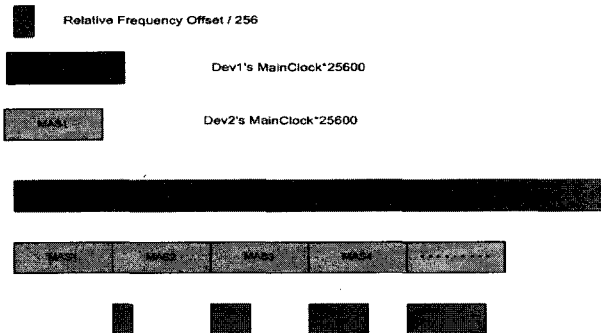 Relative Frequency Offset / 256
Dev1's MainClock*25600
MAS1
Dev2's MainClock*25600
MAS1 MAS2 MAS3 MAS4 .........